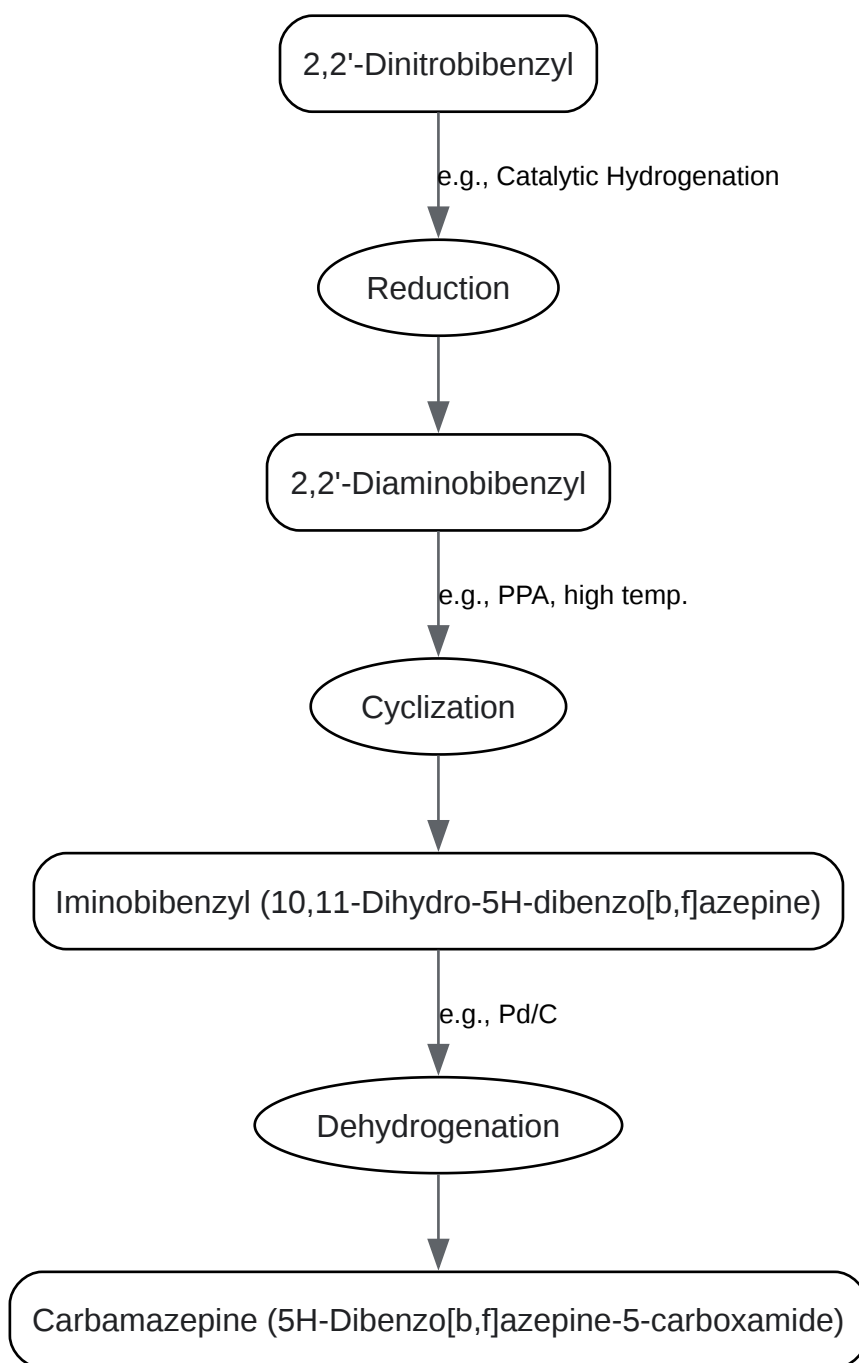 2,2'-Dinitrobibenzyl
e.g., Catalytic Hydrogenation
Reduction
2,2'-Diaminobibenzyl
e.g., PPA, high temp.
Cyclization
Iminobibenzyl (10,11-Dihydro-5H-dibenzo[b,f]azepine)
e.g., Pd/C
Dehydrogenation
Carbamazepine (5H-Dibenzo[b,f]azepine-5-carboxamide)